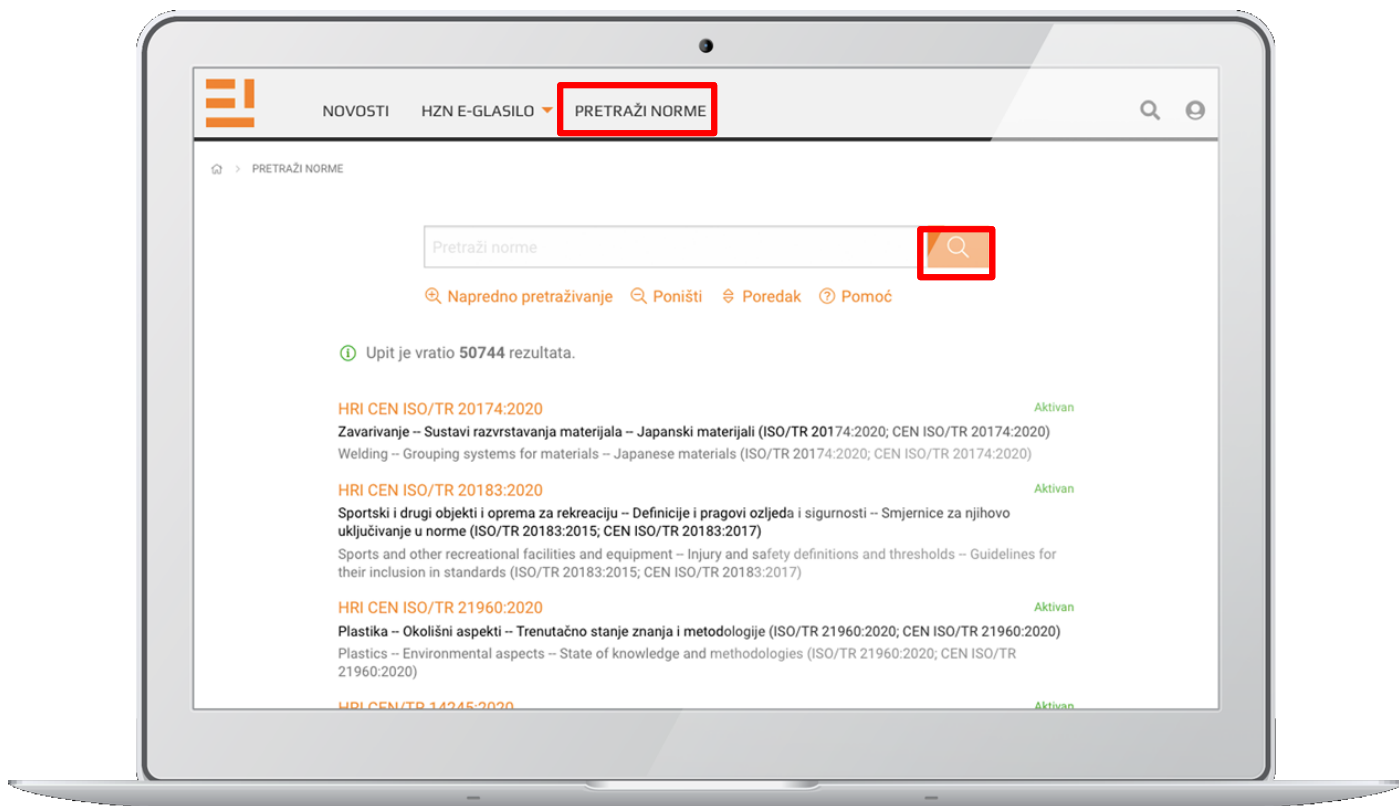 NOVOSTI HZN E-GLASILO PRETRAŽI NORME
PRETRAŽI NORME
Pretraži norme
Napredno pretraživanje Poništi Poredak Pomoć
Upit je vratio 50744 rezultata.
HRI CEN ISO/TR 20174:2020 Aktivan
Zavarivanje -- Sustavi razvrstavanja materijala -- Japanski materijali (ISO/TR 20174:2020; CEN ISO/TR 20174:2020)
Welding -- Grouping systems for materials -- Japanese materials (ISO/TR 20174:2020; CEN ISO/TR 20174:2020)
HRI CEN ISO/TR 20183:2020 Aktivan
Sportski i drugi objekti i oprema za rekreaciju -- Definicije i pragovi ozljeda i sigurnosti -- Smjernice za njihovo
uključivanje u norme (ISO/TR 20183:2015; CEN ISO/TR 20183:2017)
Sports and other recreational facilities and equipment -- Injury and safety definitions and thresholds -- Guidelines for
their inclusion in standards (ISO/TR 20183:2015; CEN ISO/TR 20183:2017)
HRI CEN ISO/TR 21960:2020 Aktivan
Plastika -- Okolišni aspekti -- Trenutačno stanje znanja i metodologije (ISO/TR 21960:2020; CEN ISO/TR 21960:2020)
Plastics -- Environmental aspects -- State of knowledge and methodologies (ISO/TR 21960:2020; CEN ISO/TR
21960:2020)
HRI CEN/TR 14245:2020 Aktivan